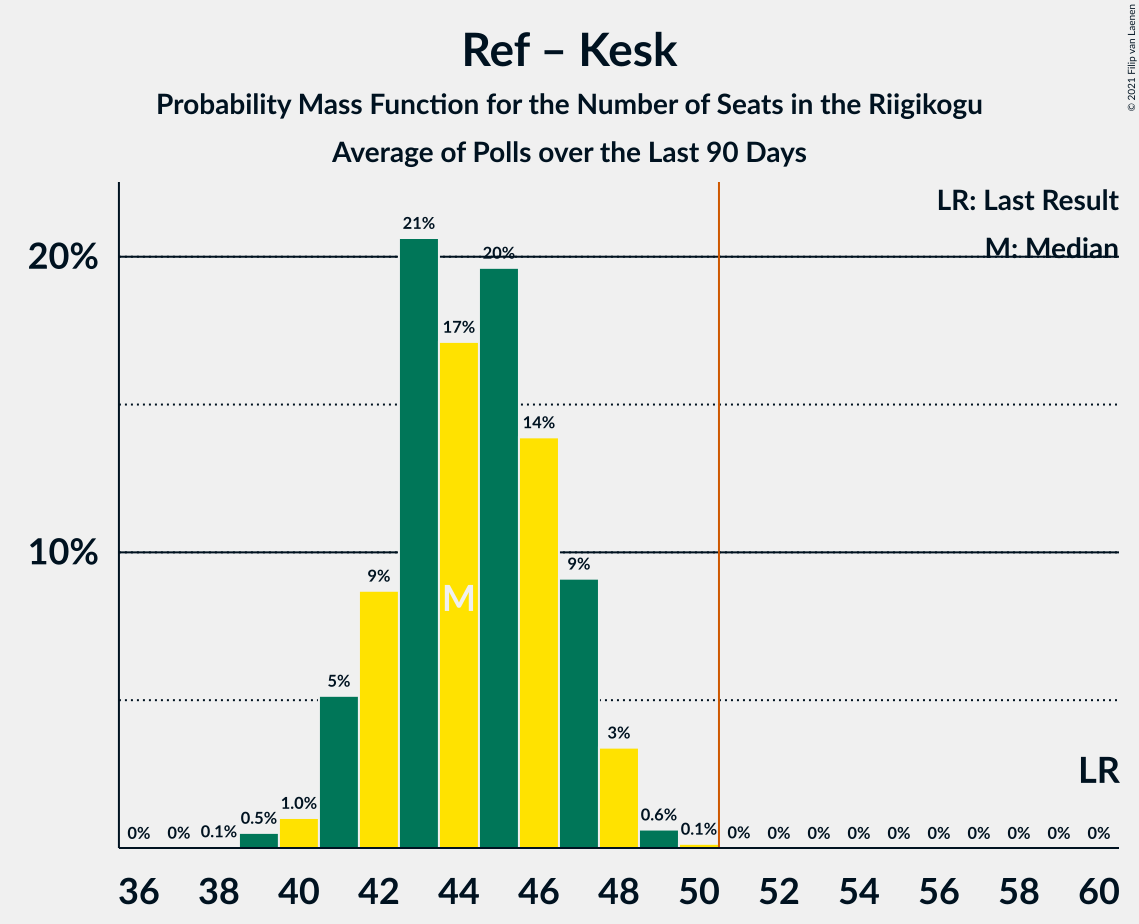 Ref – Kesk
Probability Mass Function for the Number of Seats in the Riigikogu
Average of Polls over the Last 90 Days
© 2021 Filip van Laenen
LR: Last Result
M: Median
20%
10%
0% 0% 0.1% 0.5% 1.0% 5% 9% 21% 17% 20% 14% 9% 3% 0.6% 0.1% 0% 0% 0% 0% 0% 0% 0% 0% 0% 0%
M
LR
36 38 40 42 44 46 48 50 52 54 56 58 60